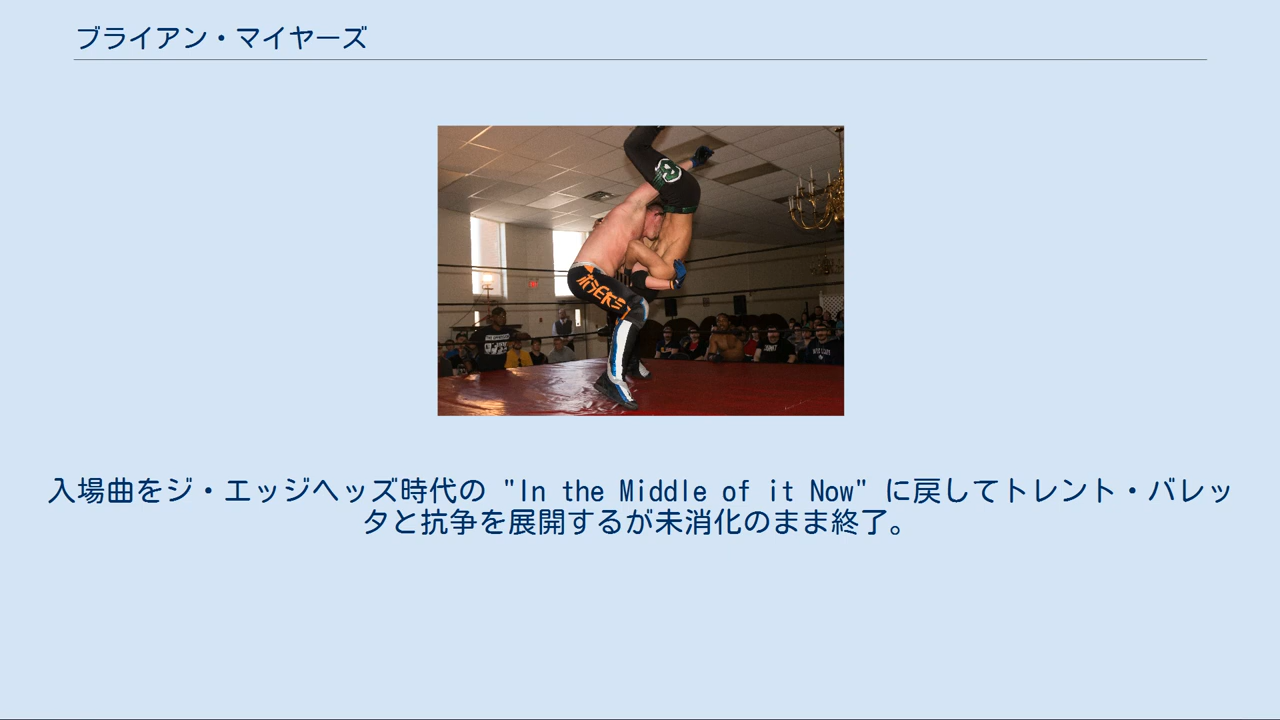 ブライアン・マイヤーズ
入場曲をジ・エッジヘッズ時代の "In the Middle of it Now" に戻してトレント・バレッ
タと抗争を展開するが未消化のまま終了。